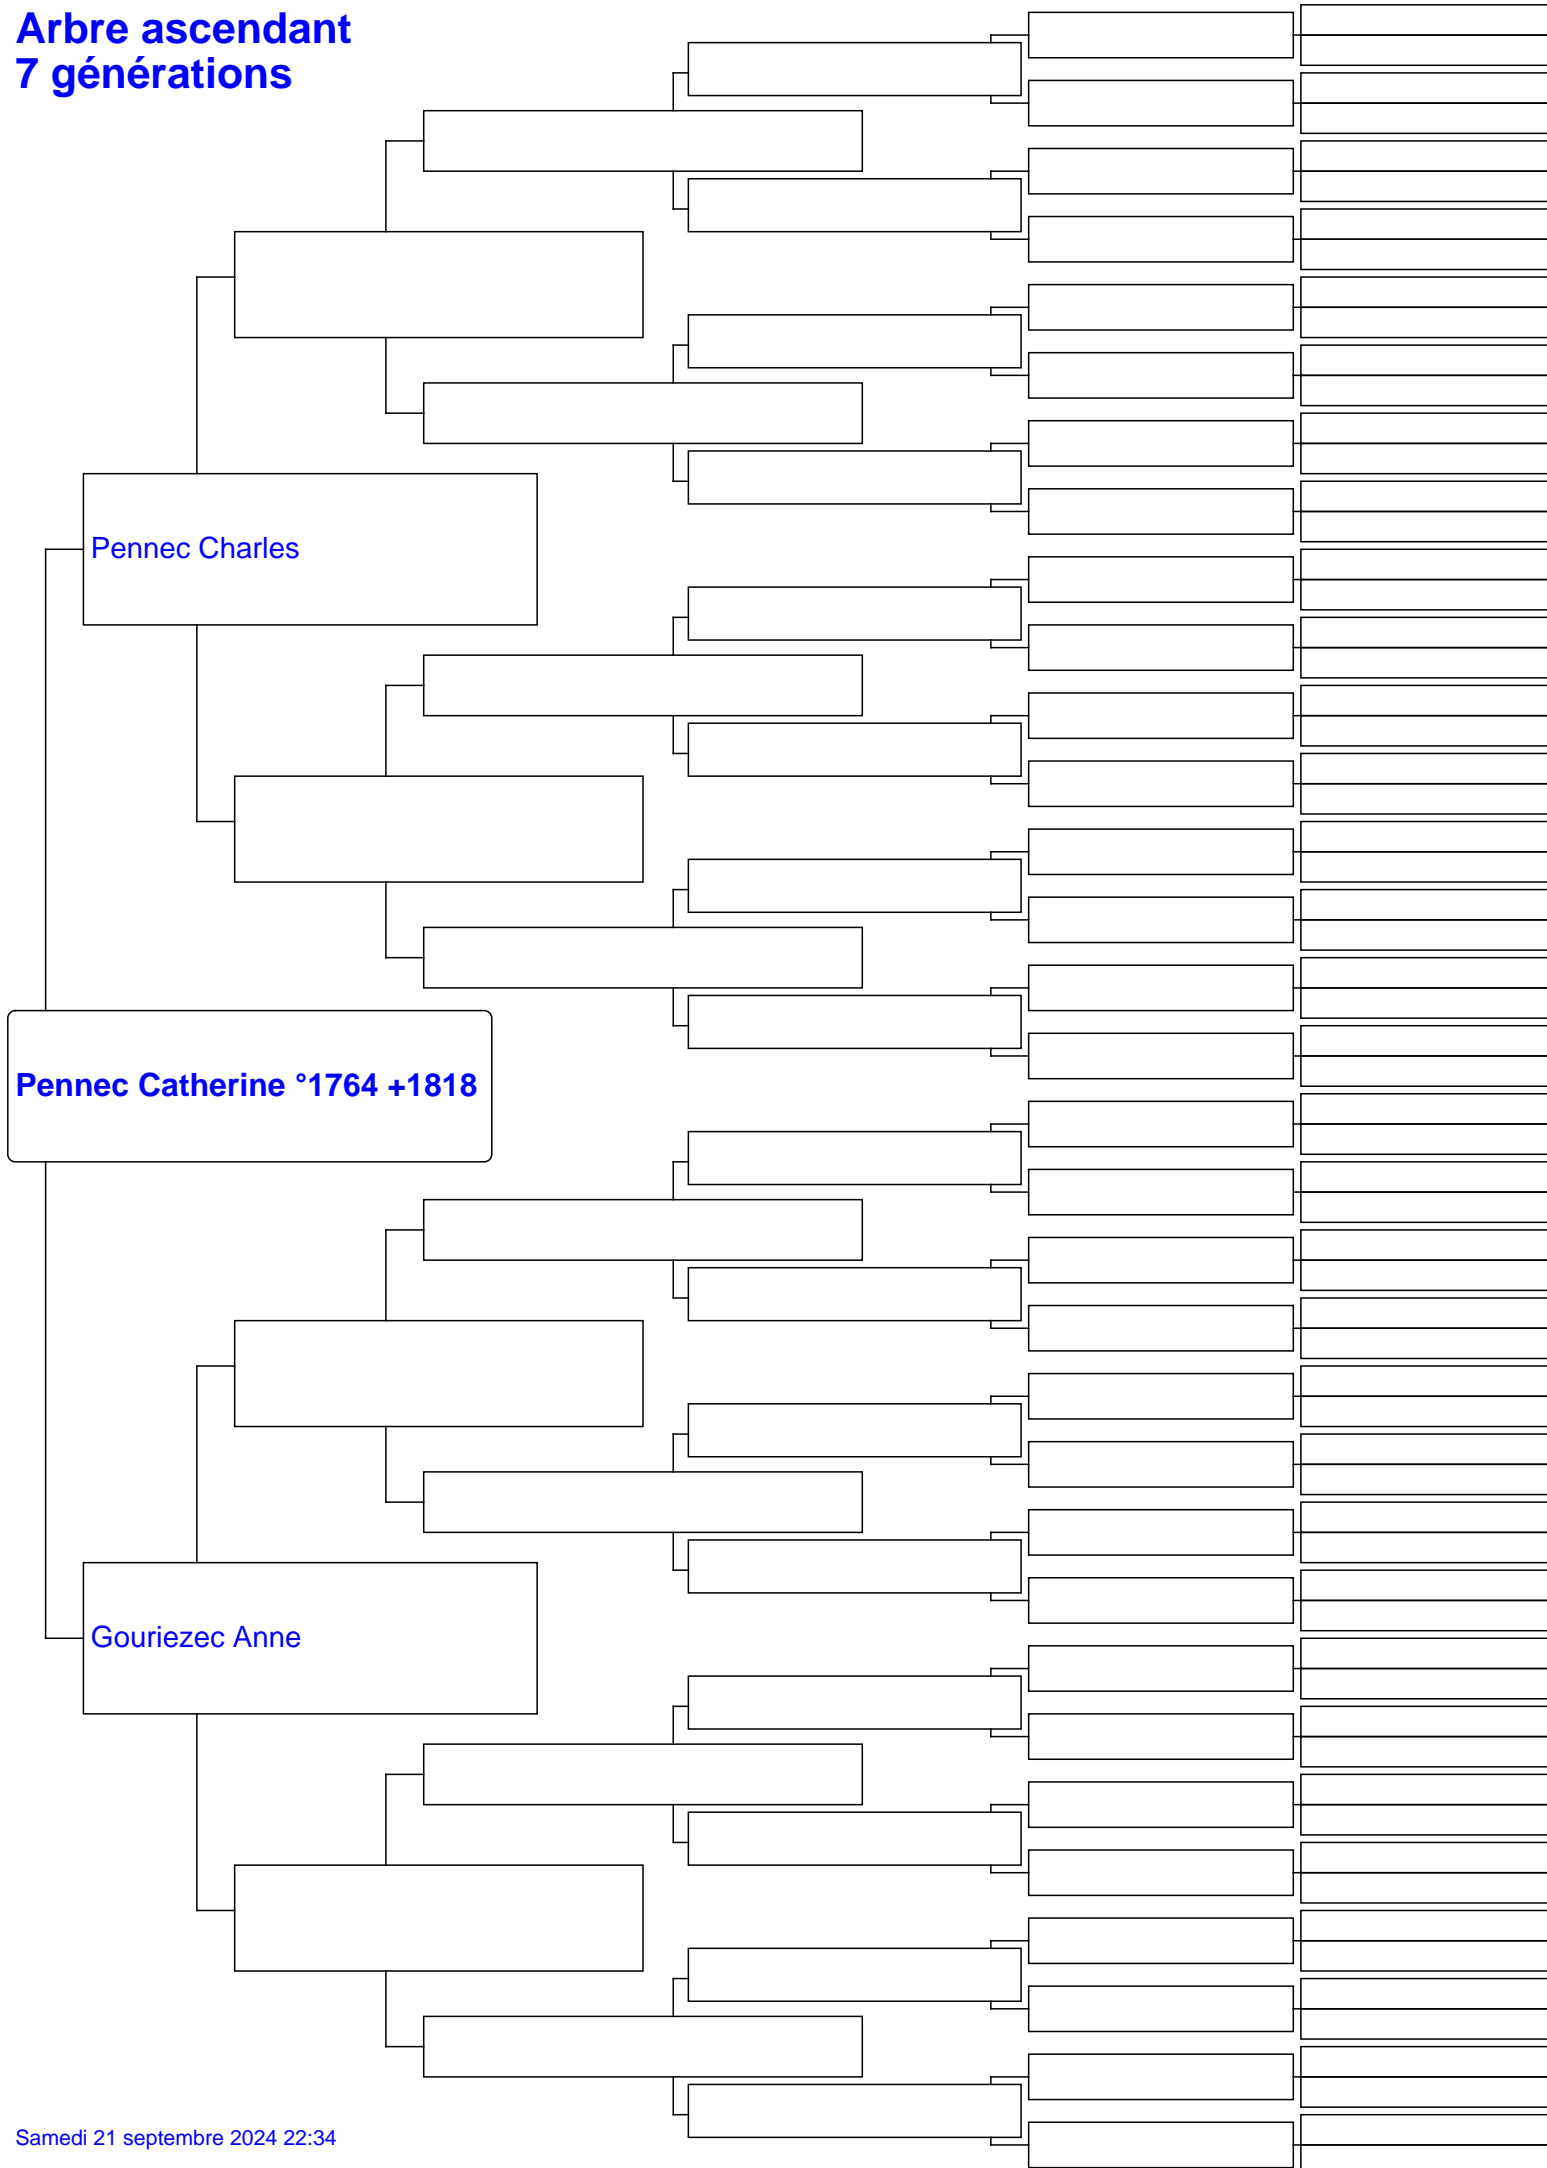 Arbre ascendant
7 générations
Pennec Charles
Pennec Catherine °1764 +1818
Gouriezec Anne
Samedi 21 septembre 2024 22:34